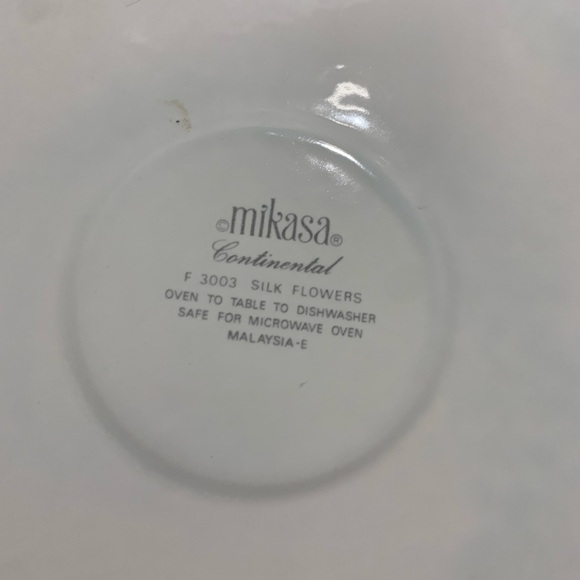 ©mikasa®
Continental
F 3003 SILK FLOWERS
OVEN TO TABLE TO DISHWASHER
SAFE FOR MICROWAVE OVEN
MALAYSIA-E